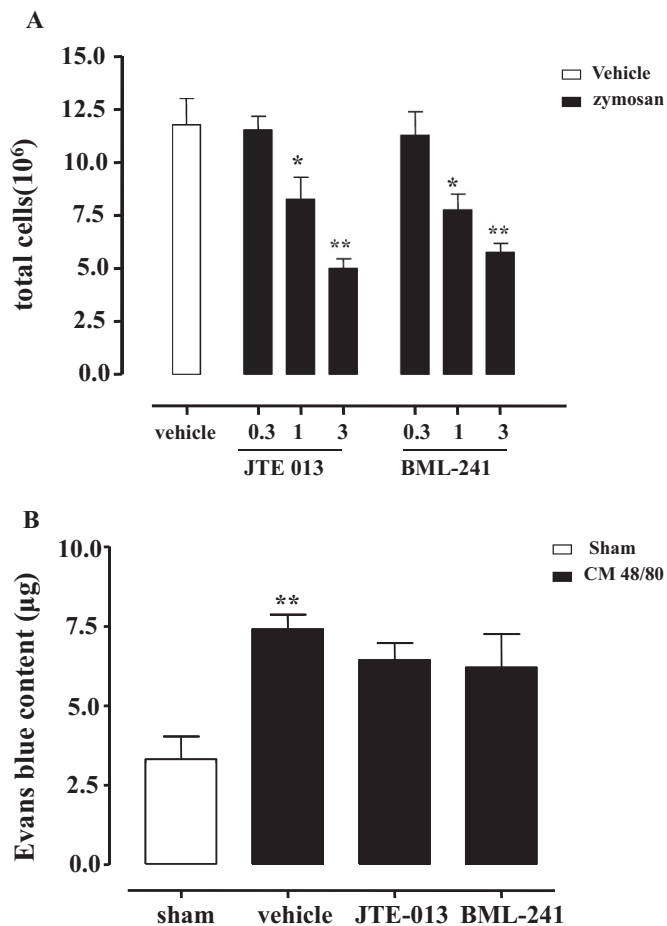 A
15.0
12.5
10.0
7.5
5.0
2.5
0.0
total cells(10⁶)
Vehicle
zymosan
*
**
*
**
vehicle
0.3 1 3 0.3 1 3
JTE 013 BML-241
B
10.0
7.5
5.0
2.5
0.0
Evans blue content (µg)
Sham
CM 48/80
**
sham vehicle JTE-013 BML-241